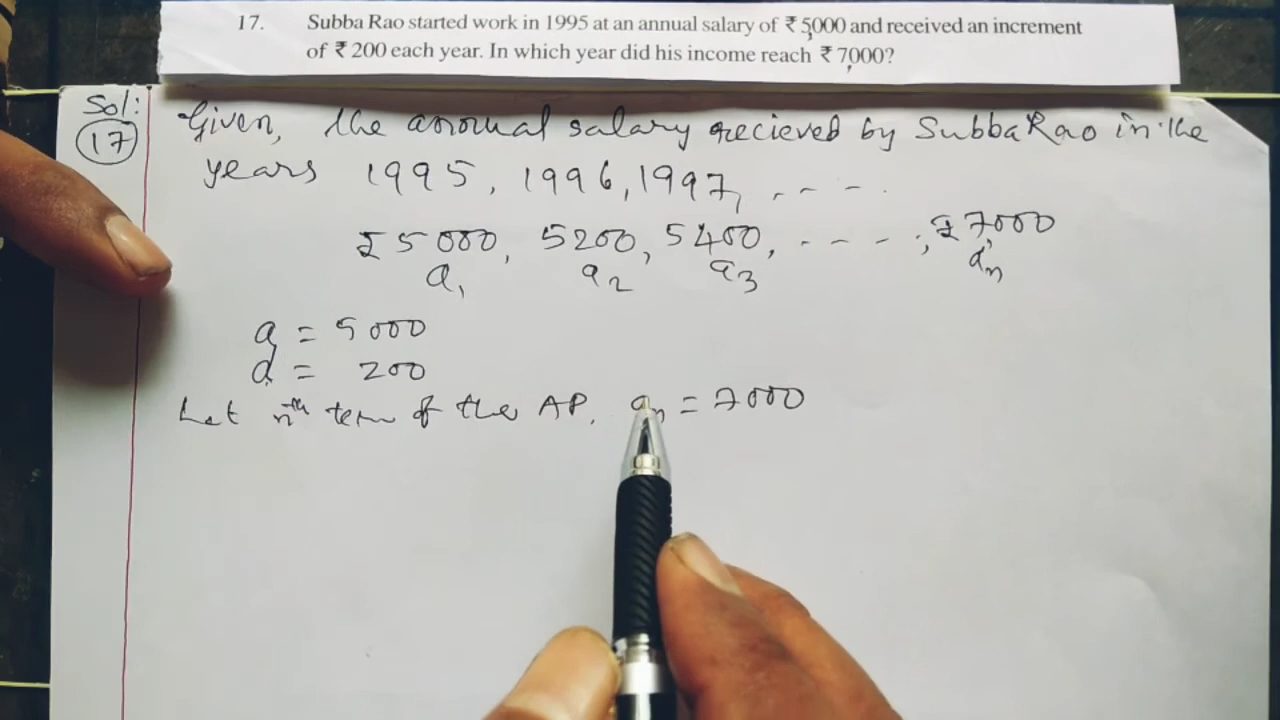 17. Subba Rao started work in 1995 at an annual salary of ₹ 5000 and received an increment
of ₹ 200 each year. In which year did his income reach ₹ 7000?
Sol:
17
Given, the annual salary recieved by SubbaRao in the
years 1995, 1996, 1997, - - - .
₹ 5000, 5200, 5400, - - - -, ₹ 7000
a₁ a₂ a₃ aₙ
a = 5000
d = 200
Let nth term of the AP. aₙ = 7000